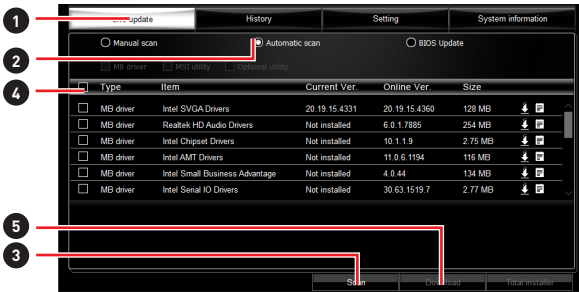 1
Live update
History
Setting
System information
2
Manual scan
Automatic scan
BIOS Update
MB driver
MSI utility
Optional utility
4
Type
Item
Current Ver.
Online Ver.
Size
MB driver
Intel SVGA Drivers
20.19.15.4331
20.19.15.4360
128 MB
MB driver
Realtek HD Audio Drivers
Not installed
6.0.1.7885
254 MB
MB driver
Intel Chipset Drivers
Not installed
10.1.1.9
2.75 MB
MB driver
Intel AMT Drivers
Not installed
11.0.6.1194
116 MB
MB driver
Intel Small Business Advantage
Not installed
4.0.44
134 MB
MB driver
Intel Serial IO Drivers
Not installed
30.63.1519.7
2.77 MB
5
3
Scan
Download
Total Installer